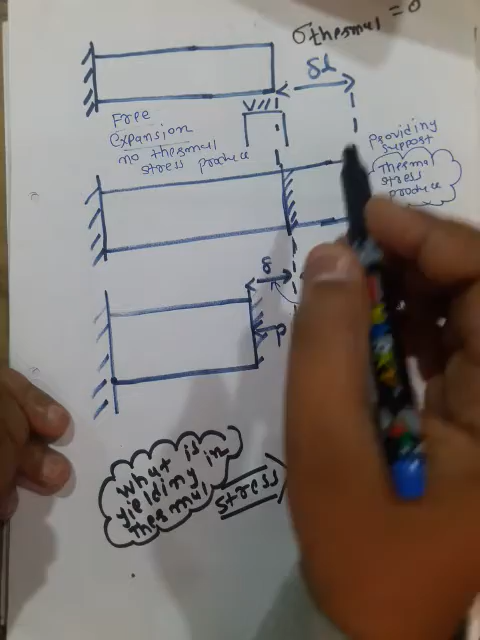 σthermal = 0
δl
Free
Expansion
no thermal
stress produce
Providing
support
Thermal
stress
produce
δ
P
what is
yielding in
thermal
stress